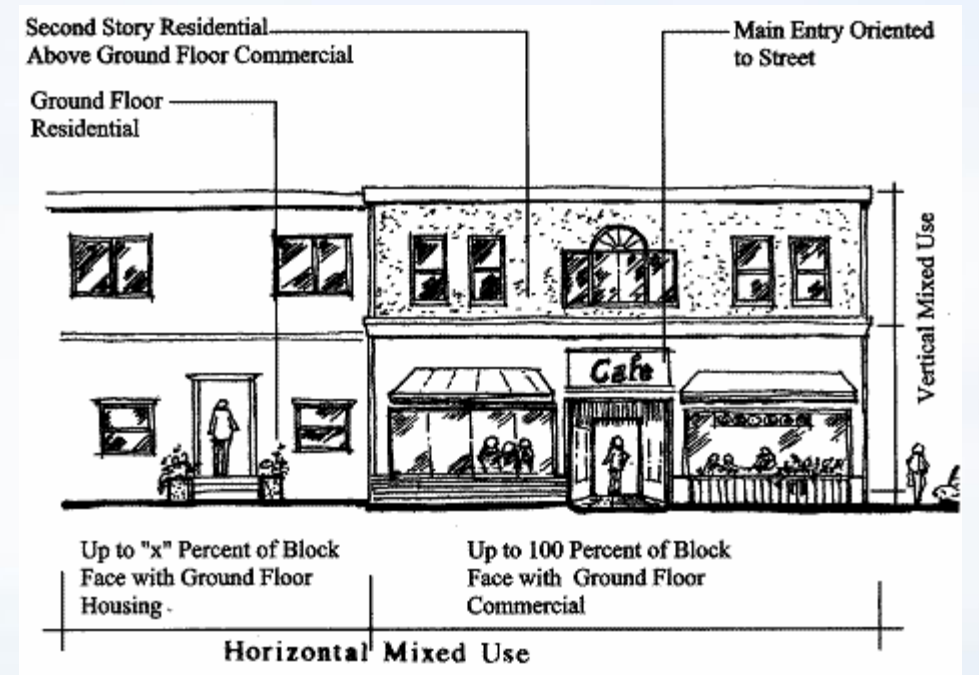 Second Story Residential
Above Ground Floor Commercial
Main Entry Oriented
to Street
Ground Floor
Residential
Vertical Mixed Use
Cafe
Up to "x" Percent of Block
Face with Ground Floor
Housing
Up to 100 Percent of Block
Face with Ground Floor
Commercial
Horizontal Mixed Use